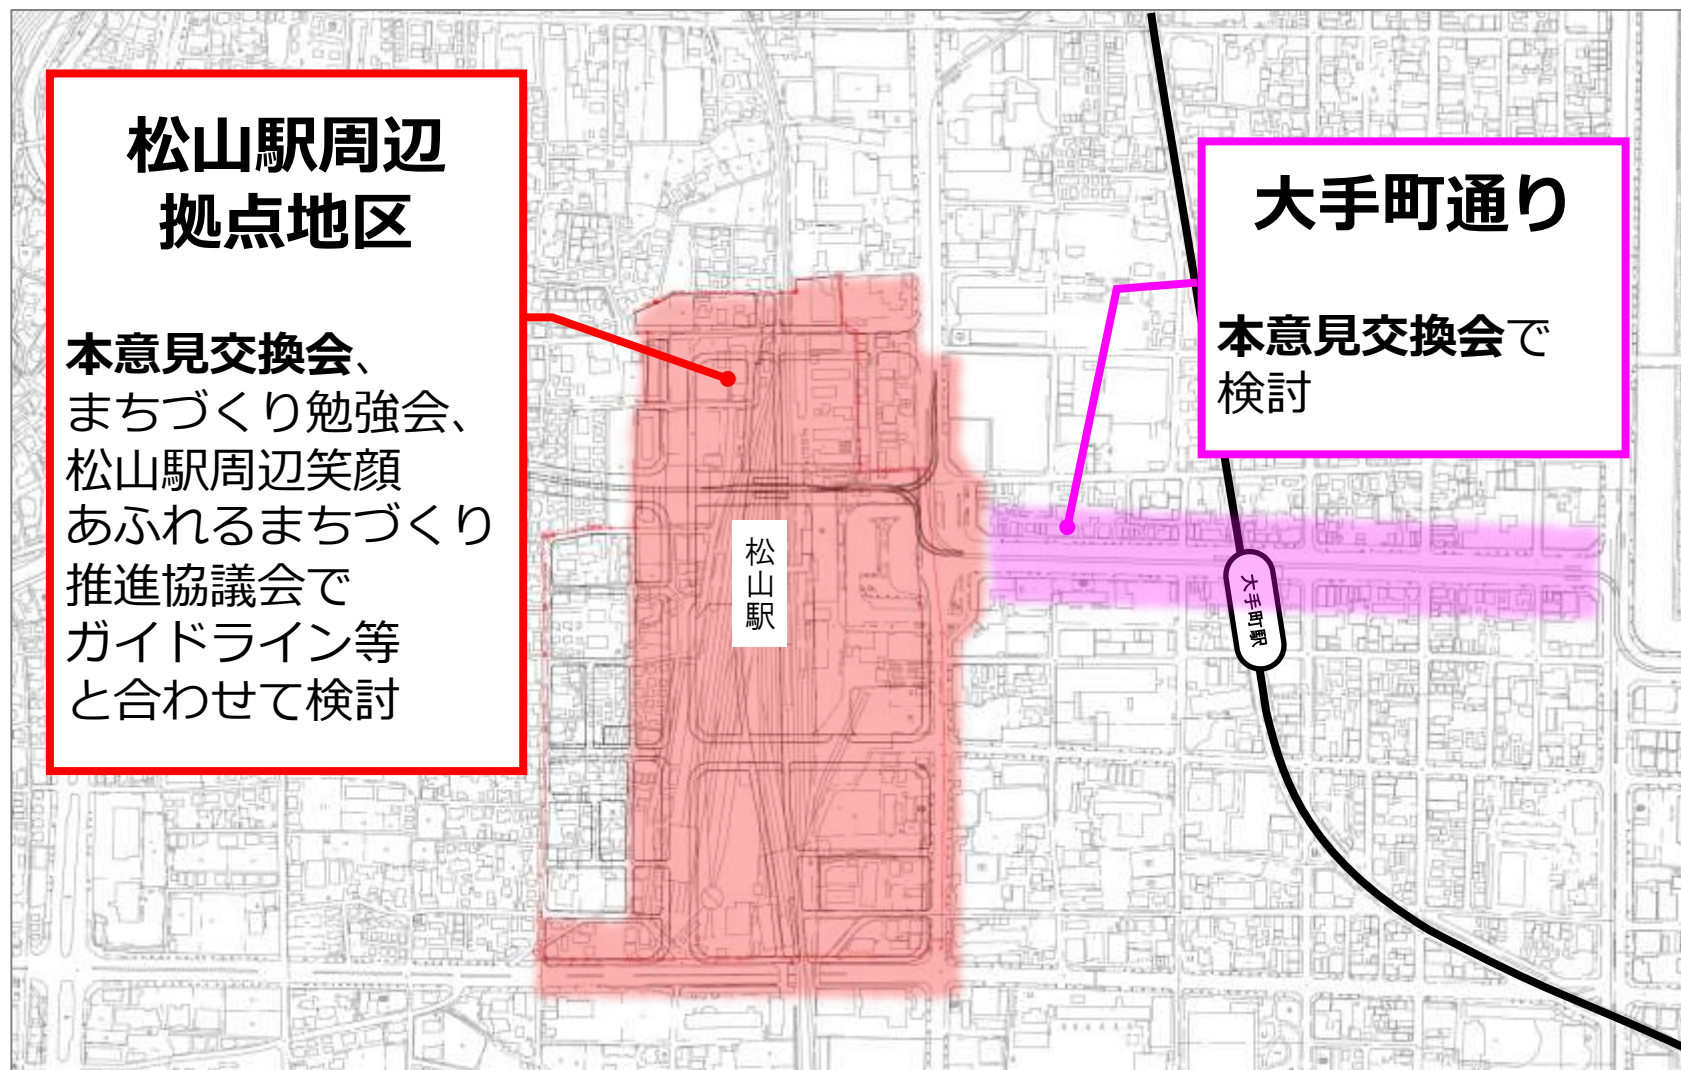 松山駅周辺
拠点地区
本意見交換会、
まちづくり勉強会、
松山駅周辺笑顔
あふれるまちづくり
推進協議会で
ガイドライン等
と合わせて検討
大手町通り
本意見交換会で
検討
松山駅
大手町駅